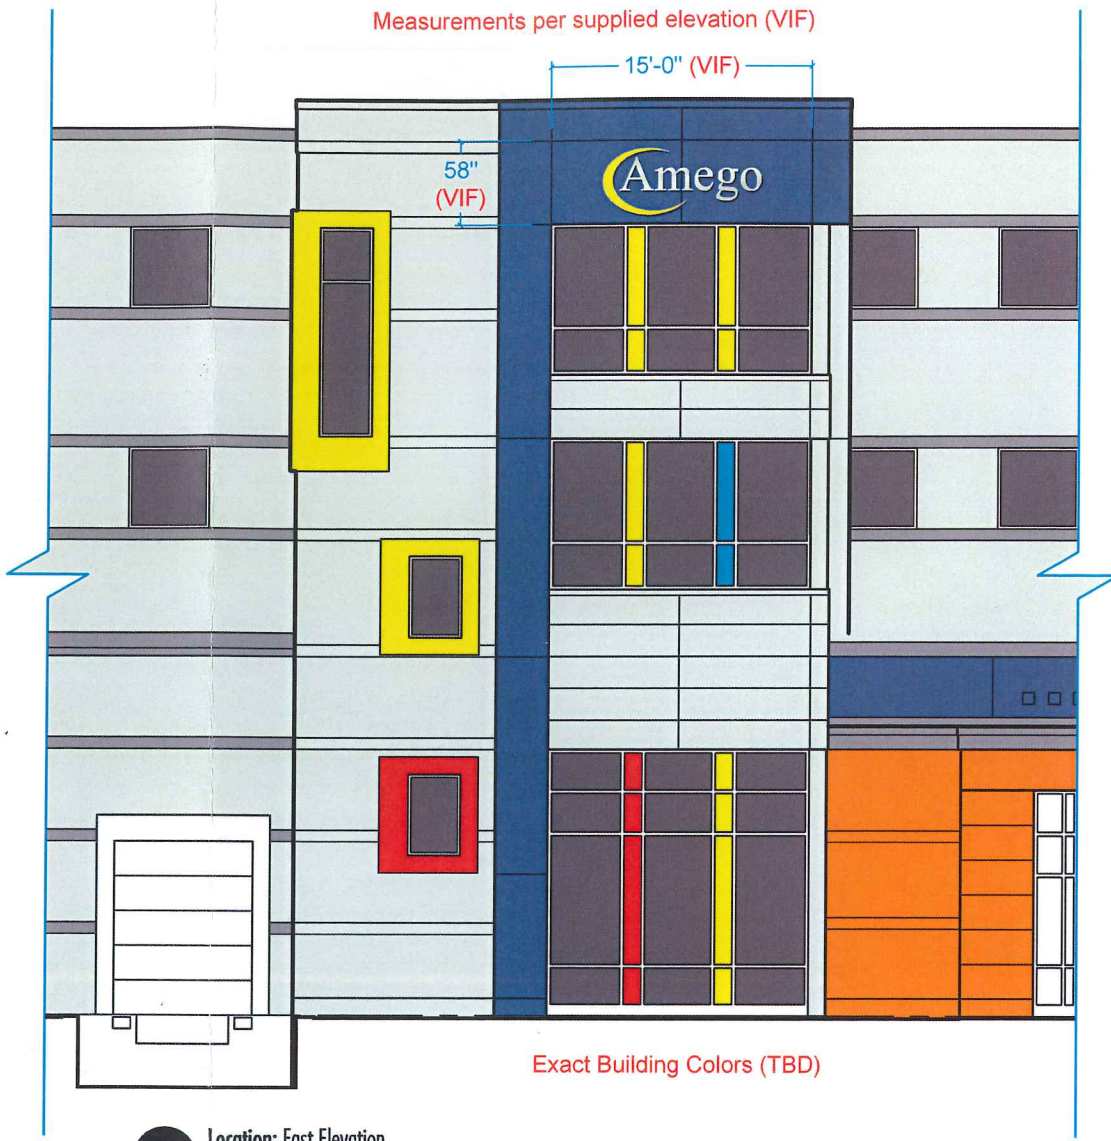 Measurements per supplied elevation (VIF)
15'-0" (VIF)
58"
(VIF)
Amego
Exact Building Colors (TBD)
Location: East Elevation